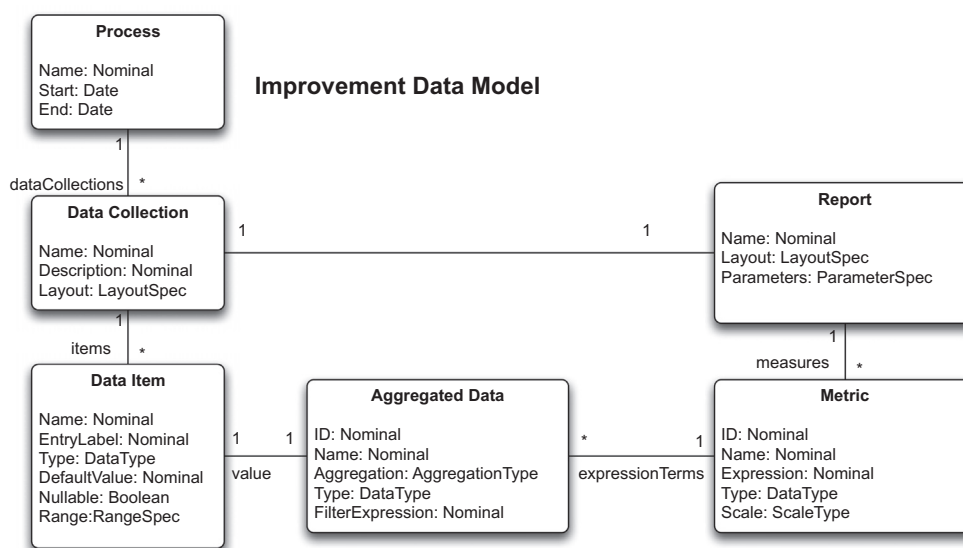 Process
Name: Nominal
Start: Date
End: Date
Improvement Data Model
1
dataCollections *
Data Collection
Name: Nominal
Description: Nominal
Layout: LayoutSpec
1 1
Report
Name: Nominal
Layout: LayoutSpec
Parameters: ParameterSpec
1
items *
1
measures *
Data Item
Name: Nominal
EntryLabel: Nominal
Type: DataType
DefaultValue: Nominal
Nullable: Boolean
Range:RangeSpec
1 1
value
Aggregated Data
ID: Nominal
Name: Nominal
Aggregation: AggregationType
Type: DataType
FilterExpression: Nominal
* 1
expressionTerms
Metric
ID: Nominal
Name: Nominal
Expression: Nominal
Type: DataType
Scale: ScaleType